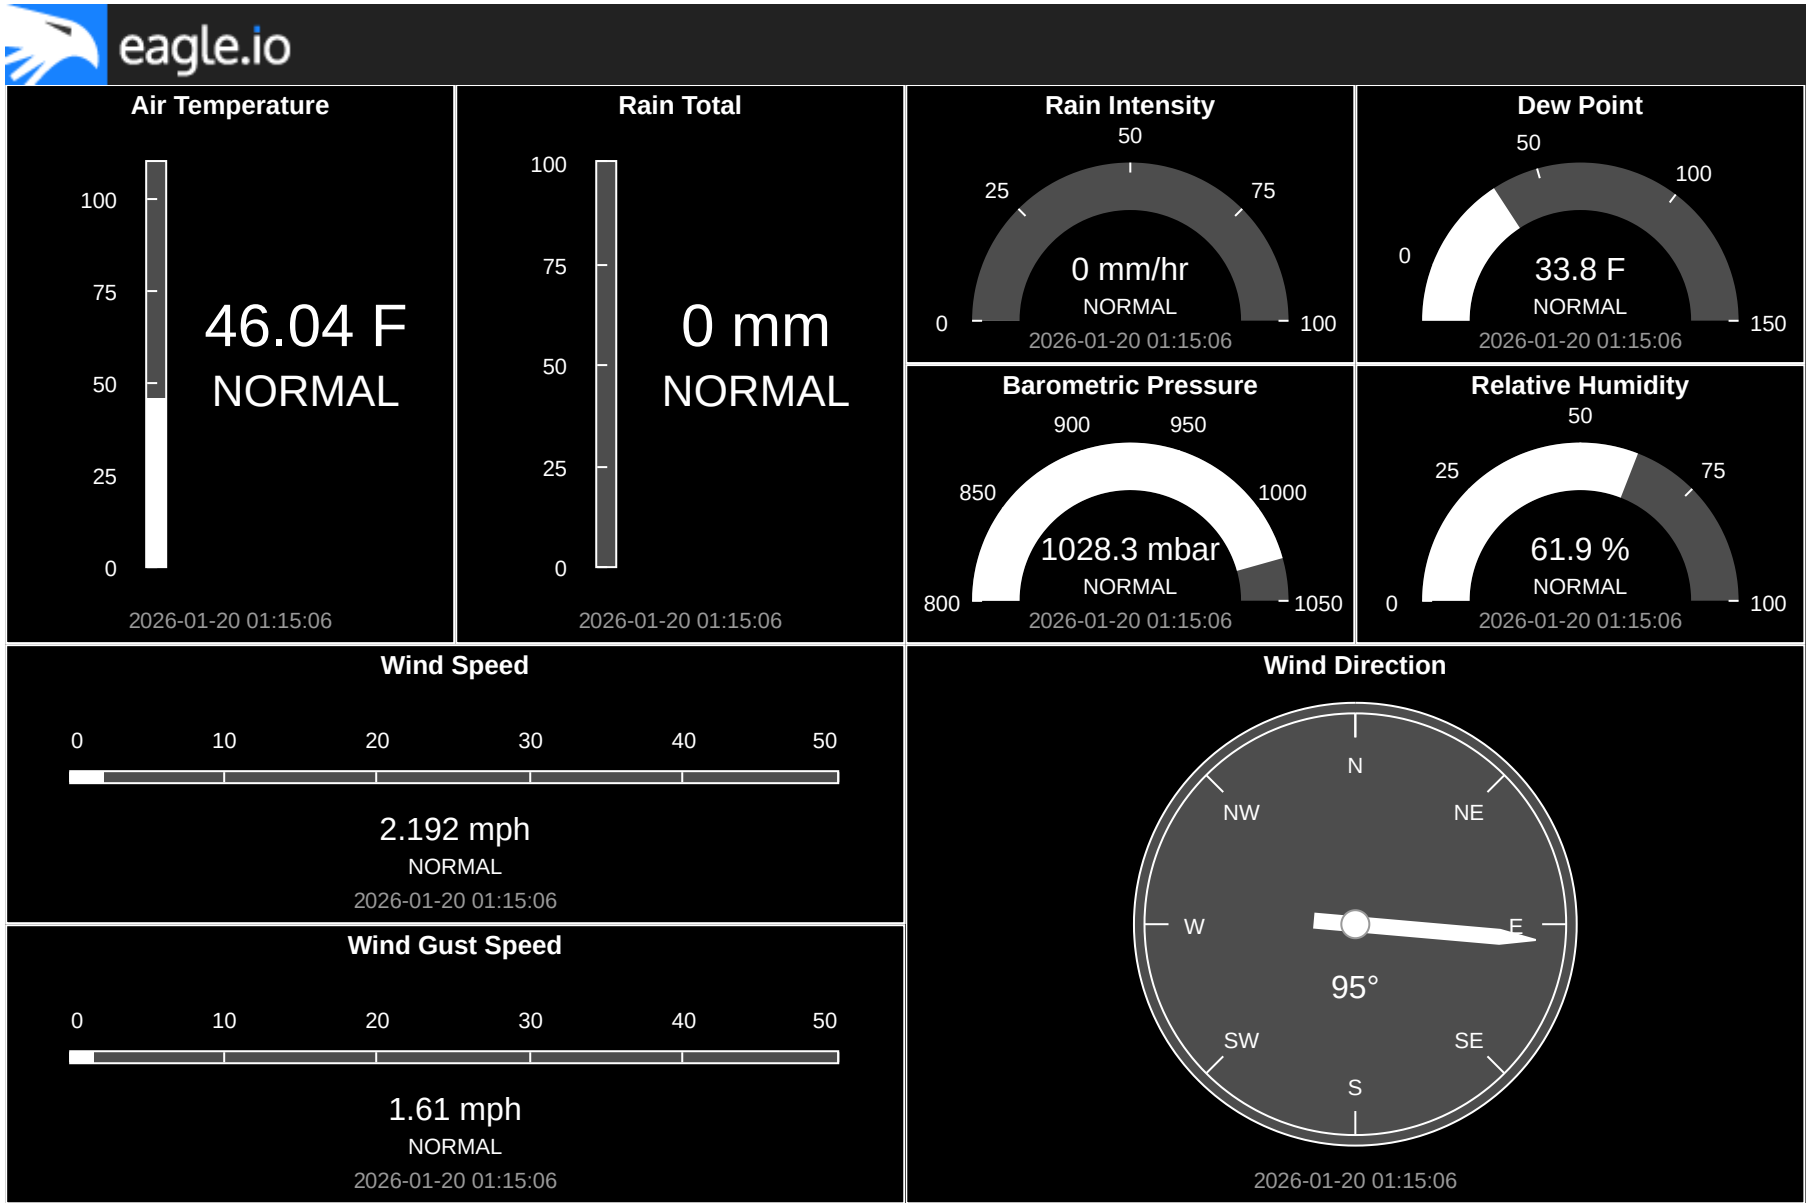 eagle.io
Air Temperature
100
75
50
25
0
46.04 F
NORMAL
2026-01-20 01:15:06
Rain Total
100
75
50
25
0
0 mm
NORMAL
2026-01-20 01:15:06
Rain Intensity
50
25
75
0
100
0 mm/hr
NORMAL
2026-01-20 01:15:06
Dew Point
50
100
0
150
33.8 F
NORMAL
2026-01-20 01:15:06
Barometric Pressure
900
950
850
1000
800
1050
1028.3 mbar
NORMAL
2026-01-20 01:15:06
Relative Humidity
50
25
75
0
100
61.9 %
NORMAL
2026-01-20 01:15:06
Wind Speed
0 10 20 30 40 50
2.192 mph
NORMAL
2026-01-20 01:15:06
Wind Gust Speed
0 10 20 30 40 50
1.61 mph
NORMAL
2026-01-20 01:15:06
Wind Direction
N
NW NE
W E
95°
SW SE
S
2026-01-20 01:15:06